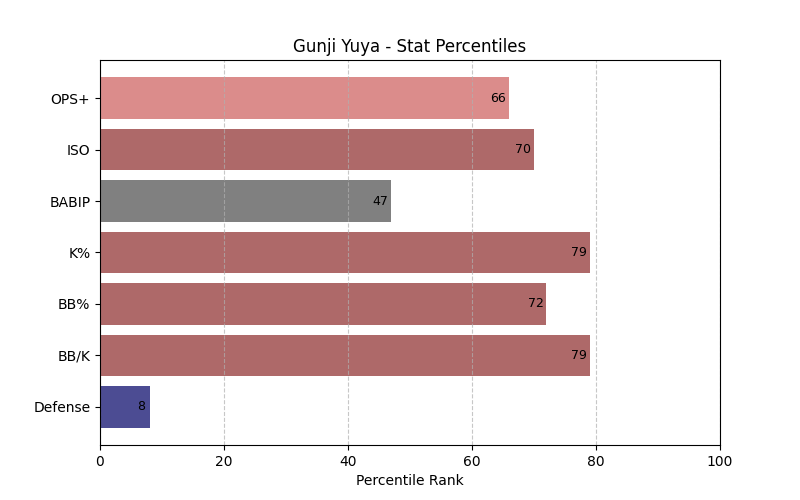 Gunji Yuya - Stat Percentiles
OPS+
66
ISO
70
BABIP
47
K%
79
BB%
72
BB/K
79
Defense
8
0 20 40 60 80 100
Percentile Rank